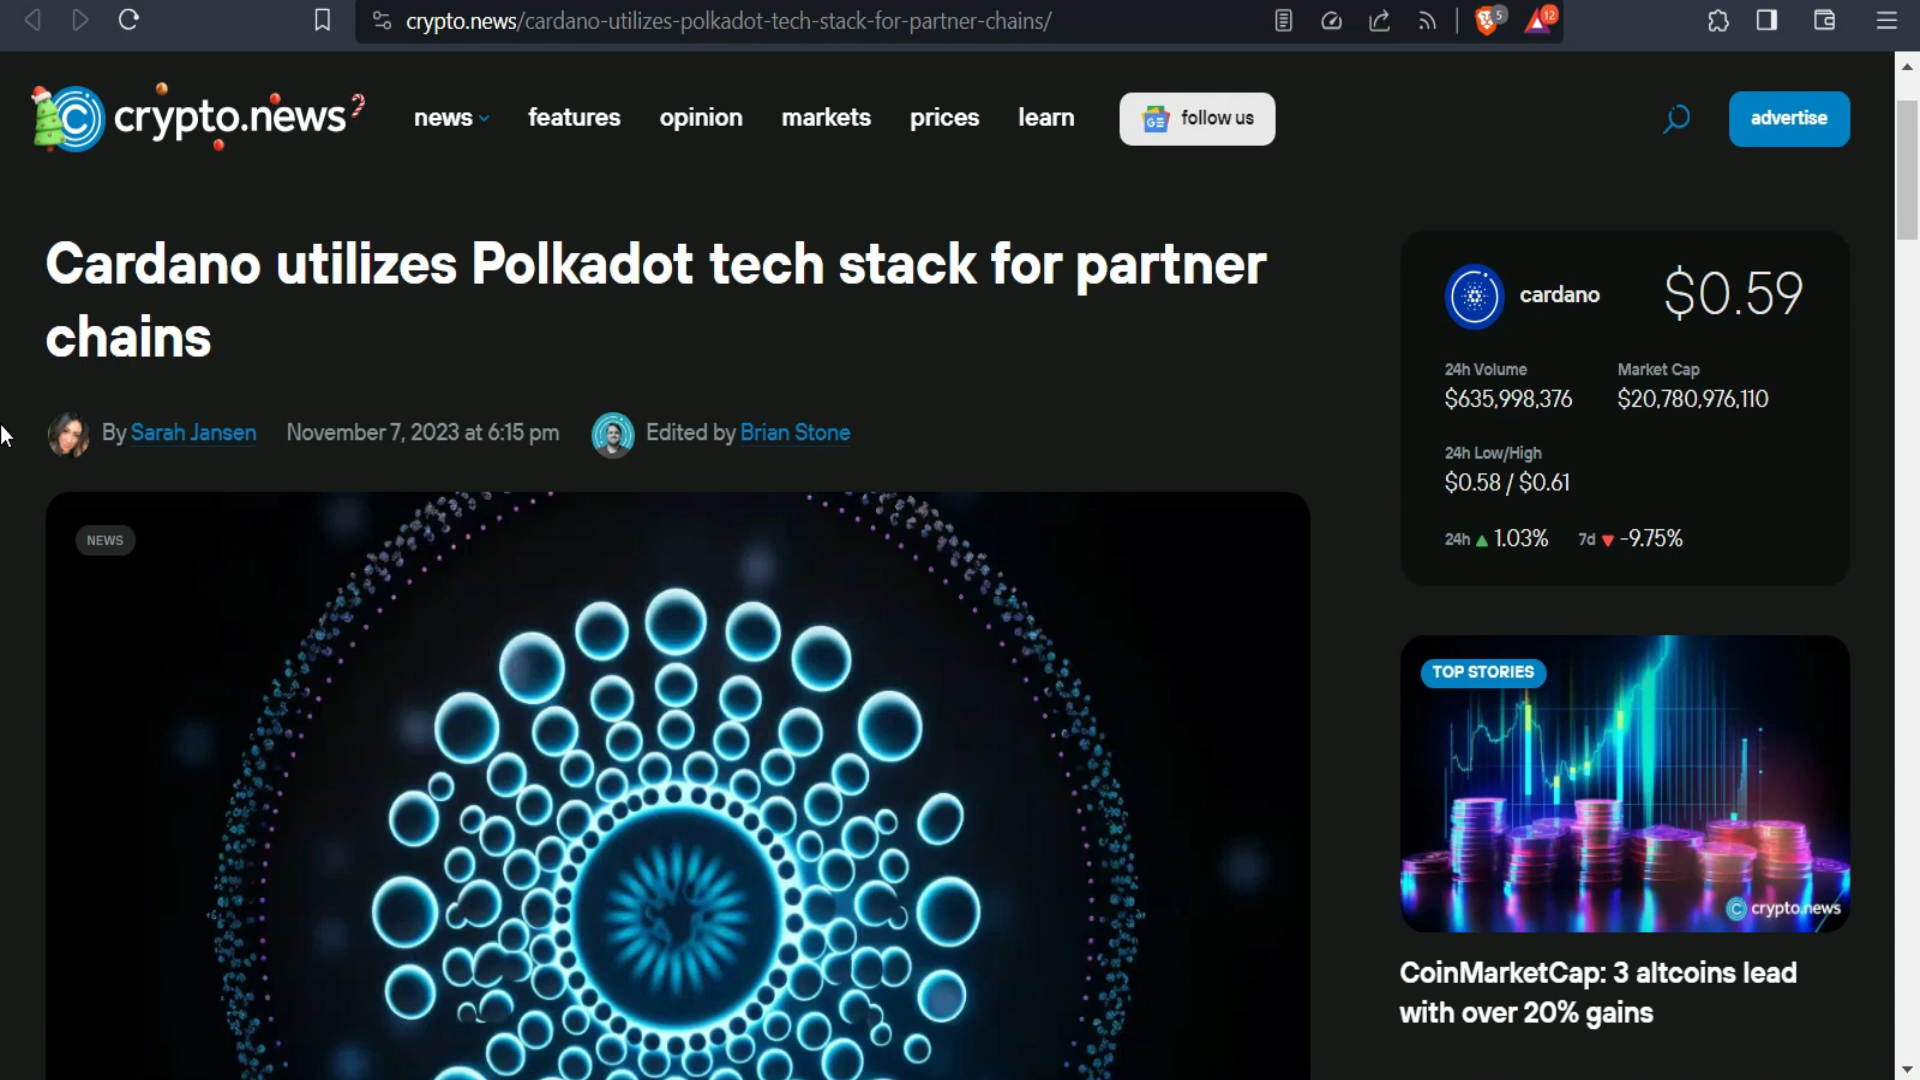 crypto.news/cardano-utilizes-polkadot-tech-stack-for-partner-chains/
5
12
crypto.news
news
features
opinion
markets
prices
learn
GE
follow us
advertise
Cardano utilizes Polkadot tech stack for partner
chains
By Sarah Jansen
November 7, 2023 at 6:15 pm
Edited by Brian Stone
NEWS
cardano
$0.59
24h Volume
Market Cap
$635,998,376
$20,780,976,110
24h Low/High
$0.58 / $0.61
24h ▲ 1.03%
7d ▼ -9.75%
TOP STORIES
crypto.news
CoinMarketCap: 3 altcoins lead
with over 20% gains